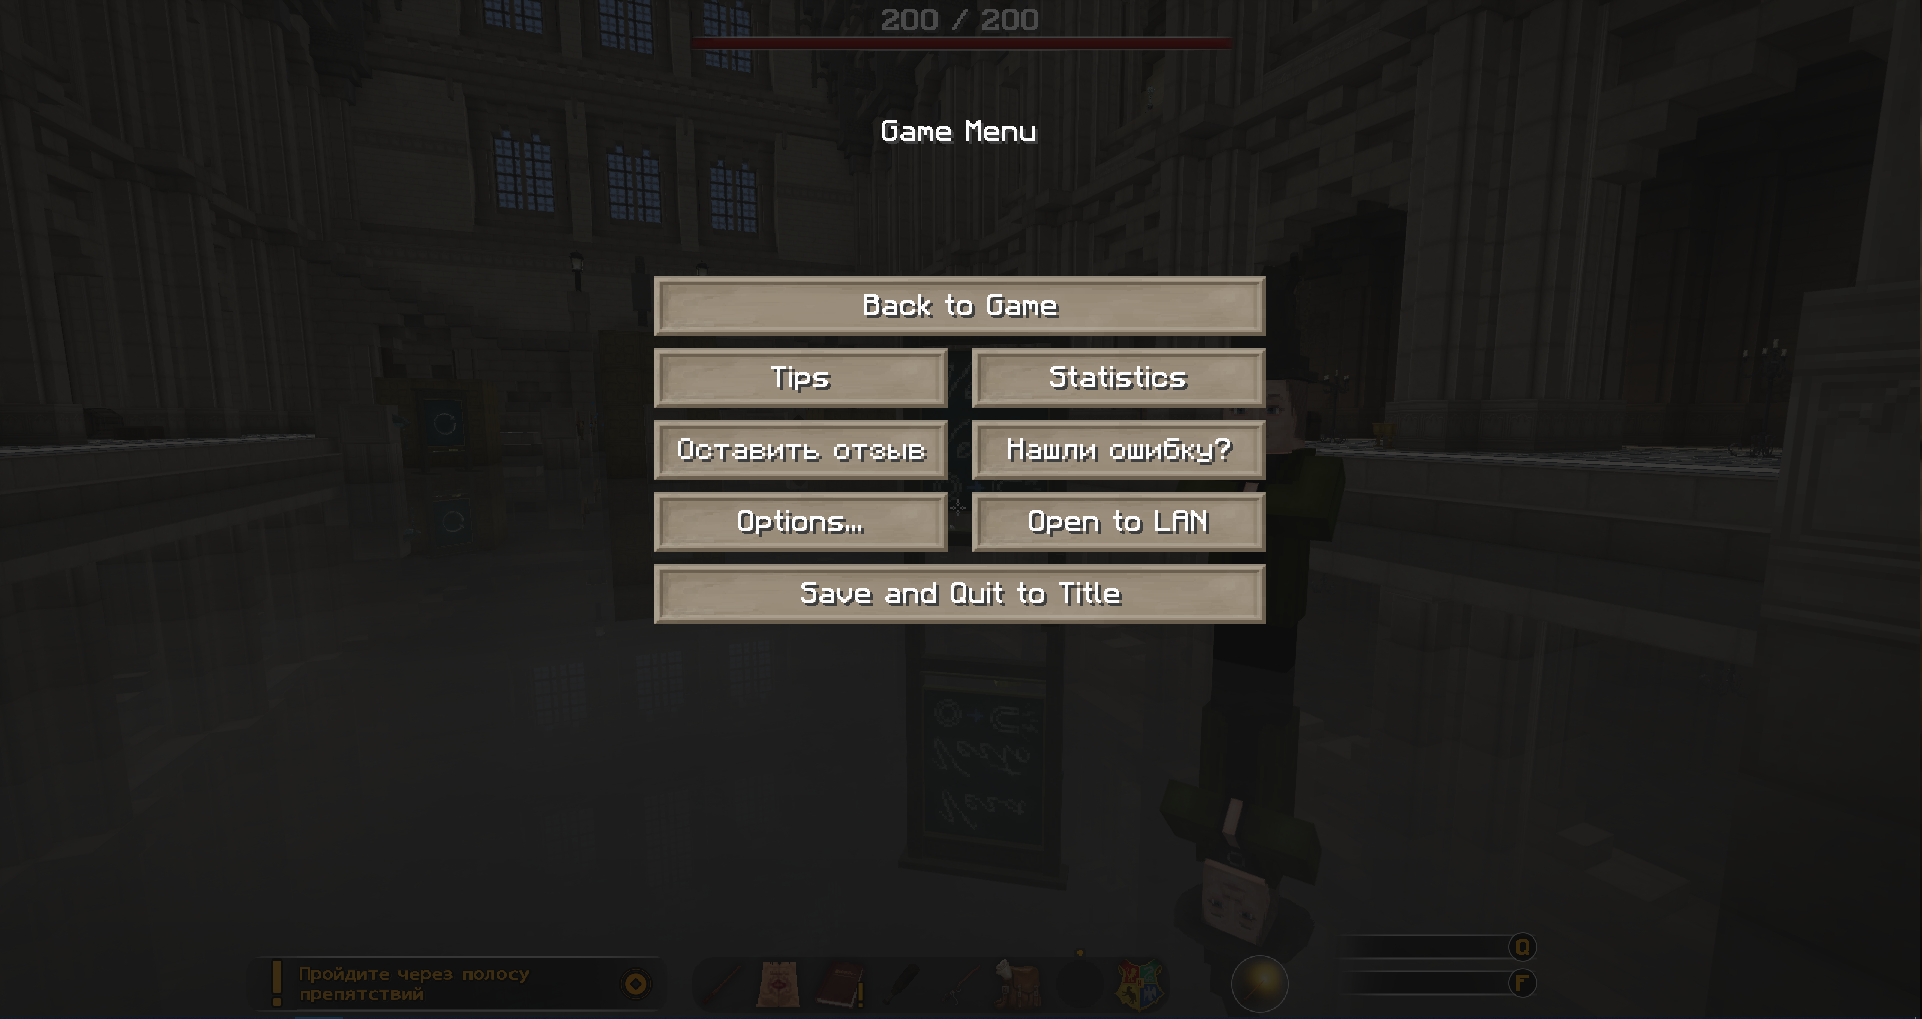 200 / 200
Game Menu
Back to Game
Tips
Statistics
Оставить отзыв
Нашли ошибку?
Options...
Open to LAN
Save and Quit to Title
Пройдите через полосу
препятствий
Q
F